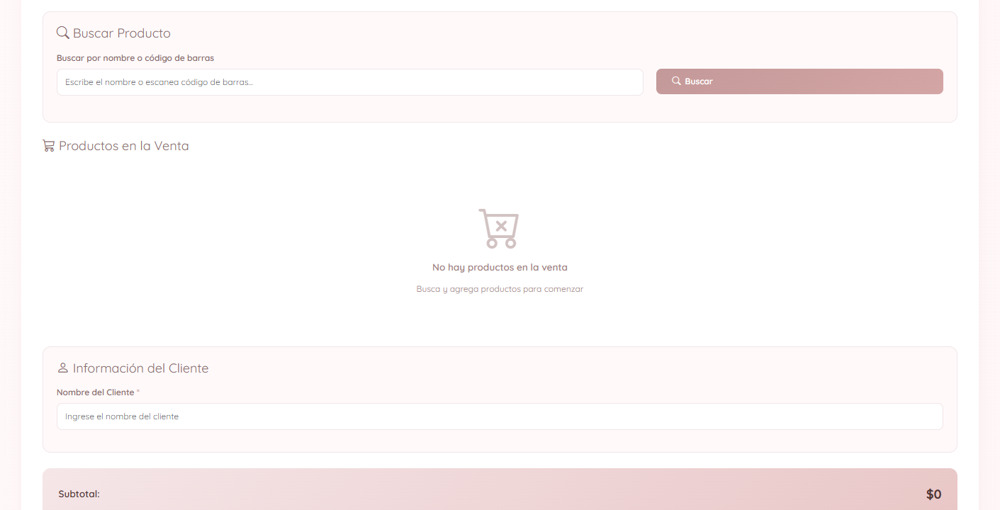 Buscar Producto
Buscar por nombre o código de barras
Escribe el nombre o escanea código de barras...
Buscar
Productos en la Venta
No hay productos en la venta
Busca y agrega productos para comenzar
Información del Cliente
Nombre del Cliente *
Ingrese el nombre del cliente
Subtotal:
$0